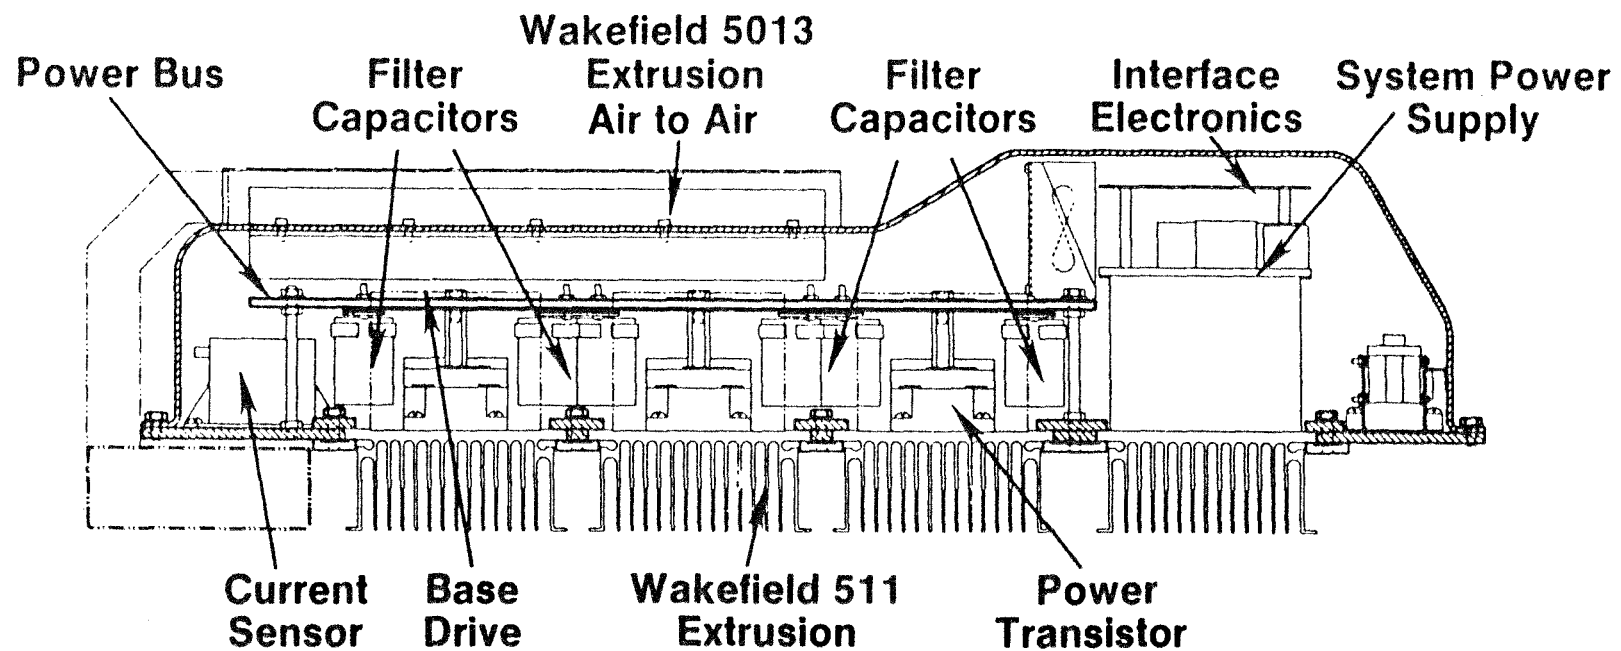 Wakefield 5013
Extrusion
Air to Air
Power Bus
Filter
Capacitors
Filter
Capacitors
Interface
Electronics
System Power
Supply
Current
Sensor
Base
Drive
Wakefield 511
Extrusion
Power
Transistor